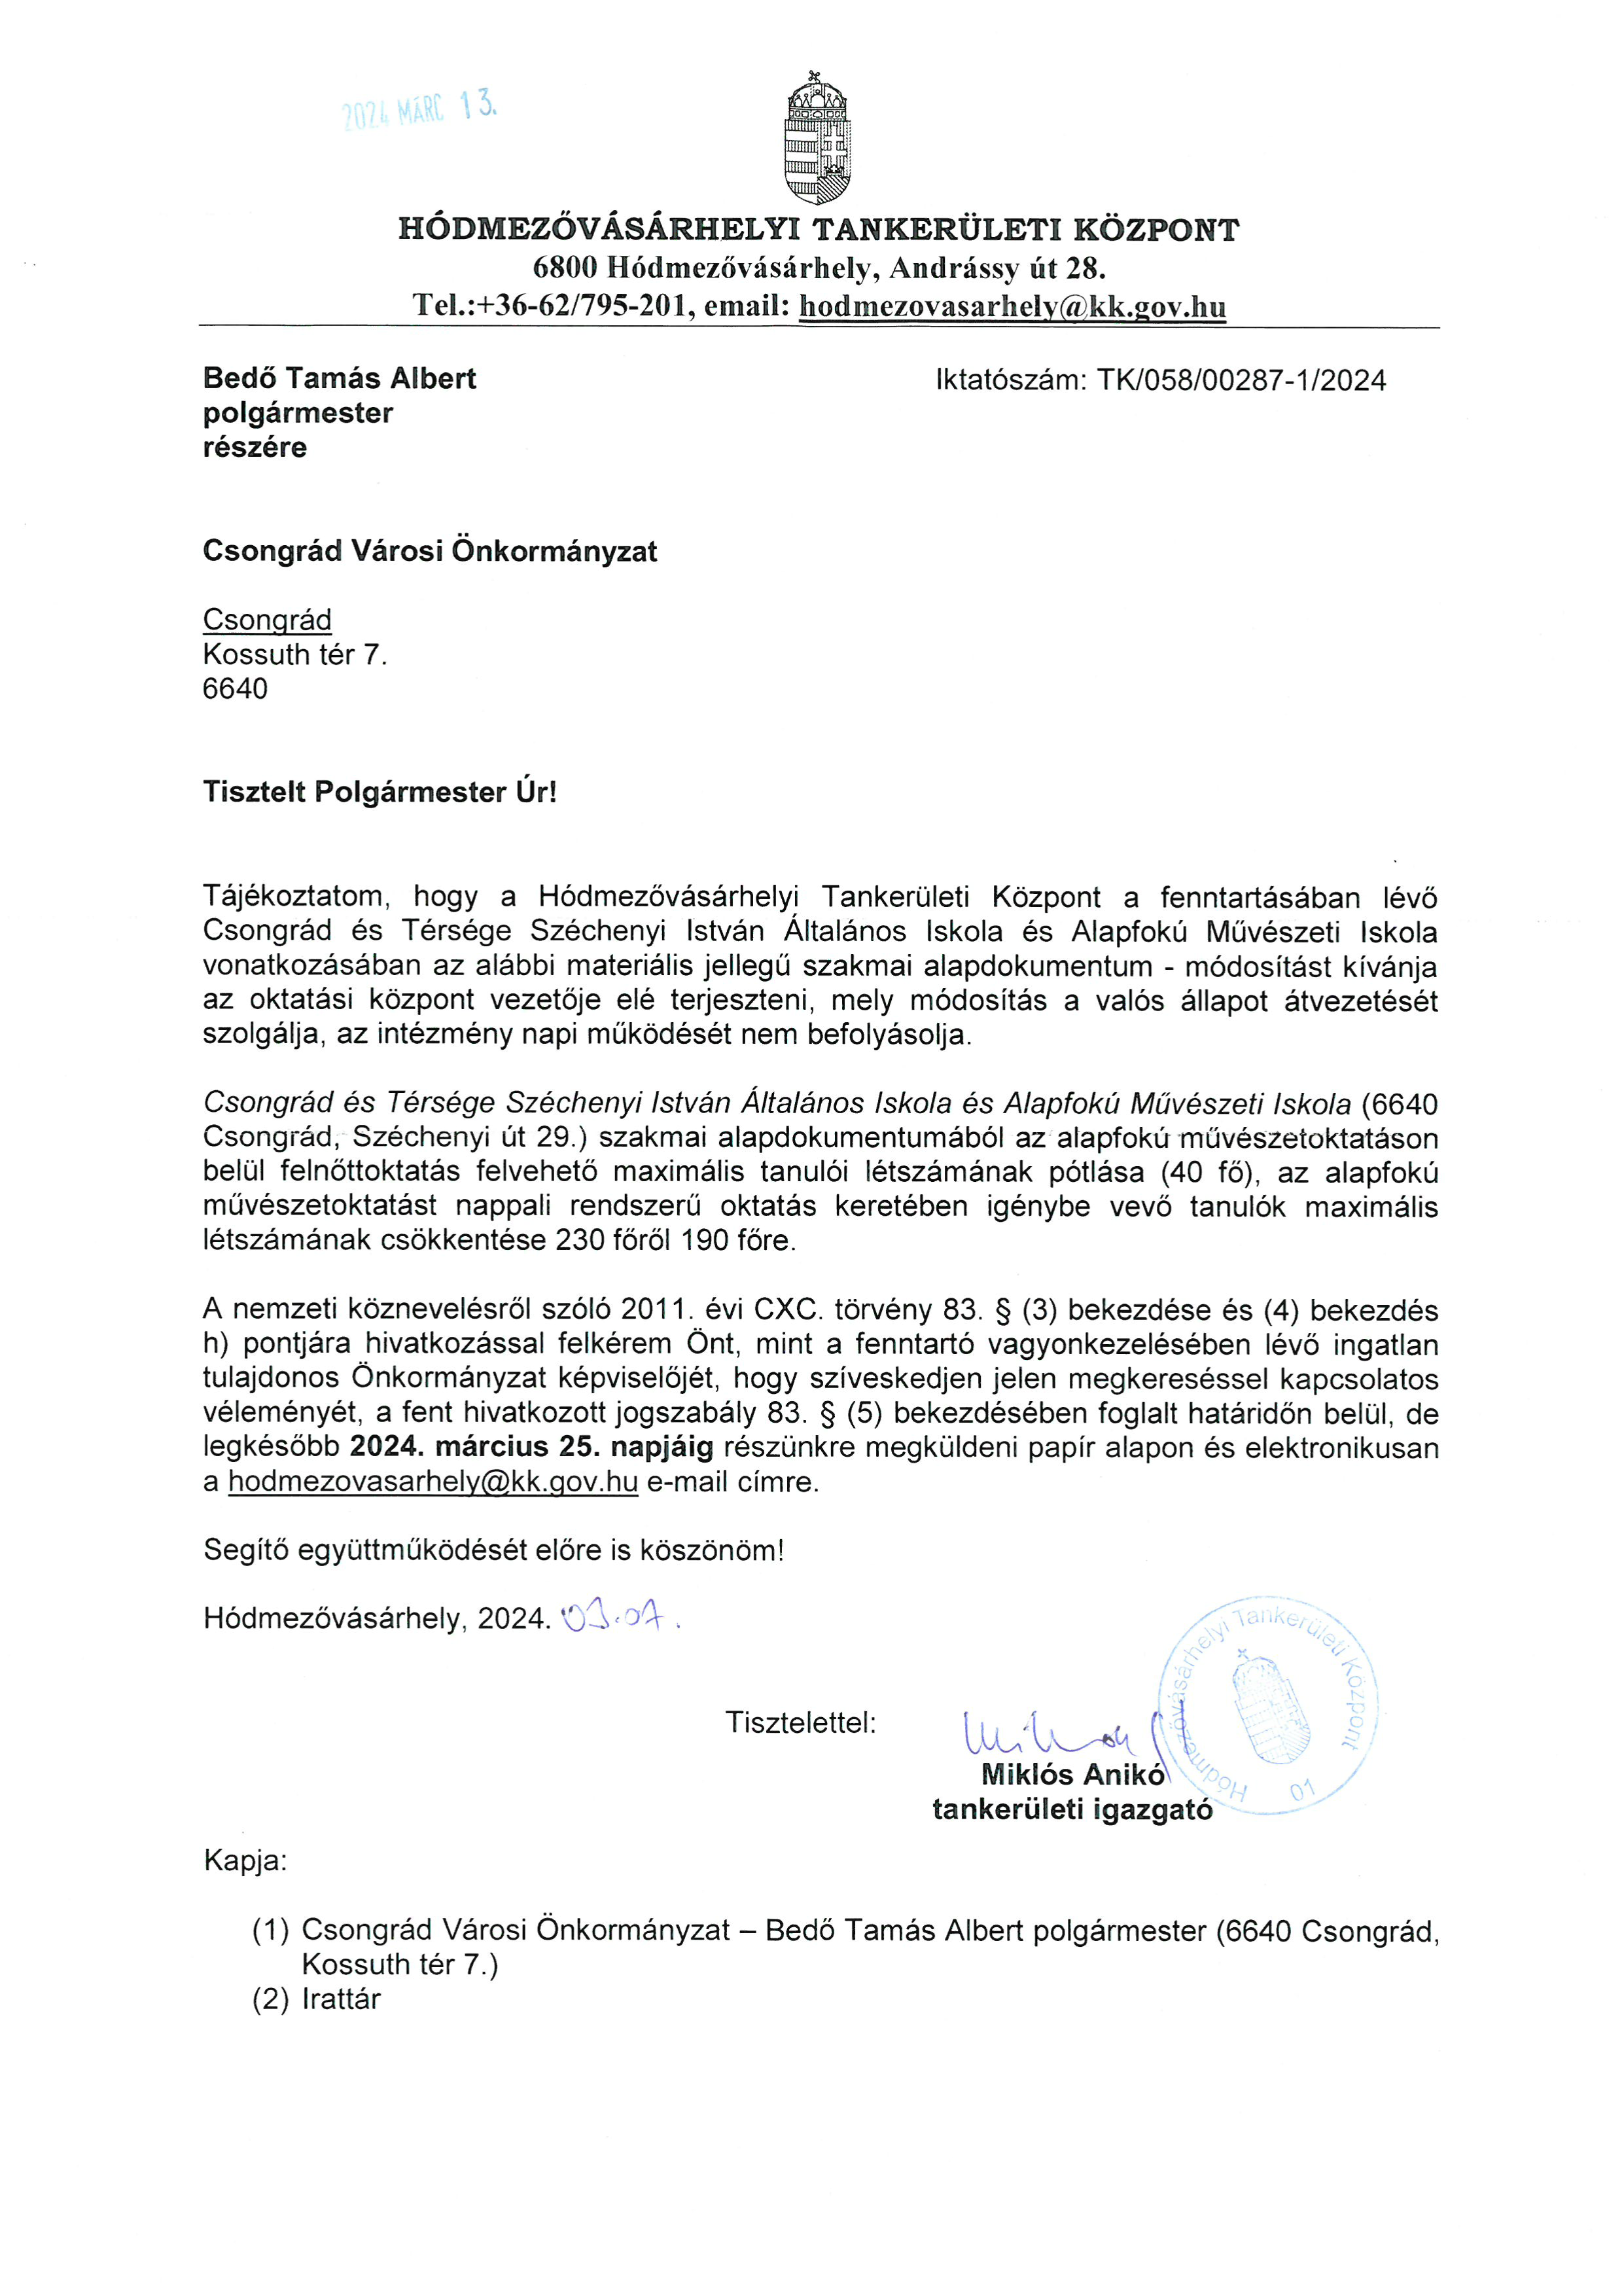 2024 MÁRC 13.
HÓDMEZŐVÁSÁRHELYI TANKERÜLETI KÖZPONT
6800 Hódmezővásárhely, Andrássy út 28.
Tel.:+36-62/795-201, email: hodmezovasarhely@kk.gov.hu
Bedő Tamás Albert
Iktatószám: TK/058/00287-1/2024
polgármester
részére
Csongrád Városi Önkormányzat
Csongrád
Kossuth tér 7.
6640
Tisztelt Polgármester Úr!
Tájékoztatom, hogy a Hódmezővásárhelyi Tankerületi Központ a fenntartásában lévő
Csongrád és Térsége Széchenyi István Általános Iskola és Alapfokú Művészeti Iskola
vonatkozásában az alábbi materiális jellegű szakmai alapdokumentum - módosítást kívánja
az oktatási központ vezetője elé terjeszteni, mely módosítás a valós állapot átvezetését
szolgálja, az intézmény napi működését nem befolyásolja.
Csongrád és Térsége Széchenyi István Általános Iskola és Alapfokú Művészeti Iskola (6640
Csongrád, Széchenyi út 29.) szakmai alapdokumentumából az alapfokú művészetoktatáson
belül felnőttoktatás felvehető maximális tanulói létszámának pótlása (40 fő), az alapfokú
művészetoktatást nappali rendszerű oktatás keretében igénybe vevő tanulók maximális
létszámának csökkentése 230 főről 190 főre.
A nemzeti köznevelésről szóló 2011. évi CXC. törvény 83. § (3) bekezdése és (4) bekezdés
h) pontjára hivatkozással felkérem Önt, mint a fenntartó vagyonkezelésében lévő ingatlan
tulajdonos Önkormányzat képviselőjét, hogy szíveskedjen jelen megkereséssel kapcsolatos
véleményét, a fent hivatkozott jogszabály 83. § (5) bekezdésében foglalt határidőn belül, de
legkésőbb 2024. március 25. napjáig részünkre megküldeni papír alapon és elektronikusan
a hodmezovasarhely@kk.gov.hu e-mail címre.
Segítő együttműködését előre is köszönöm!
Hódmezővásárhely, 2024. 03.07.
Hódmezővásárhelyi Tankerületi Központ
01
Tisztelettel:
Miklós Anikó
tankerületi igazgató
Kapja:
(1) Csongrád Városi Önkormányzat – Bedő Tamás Albert polgármester (6640 Csongrád,
Kossuth tér 7.)
(2) Irattár